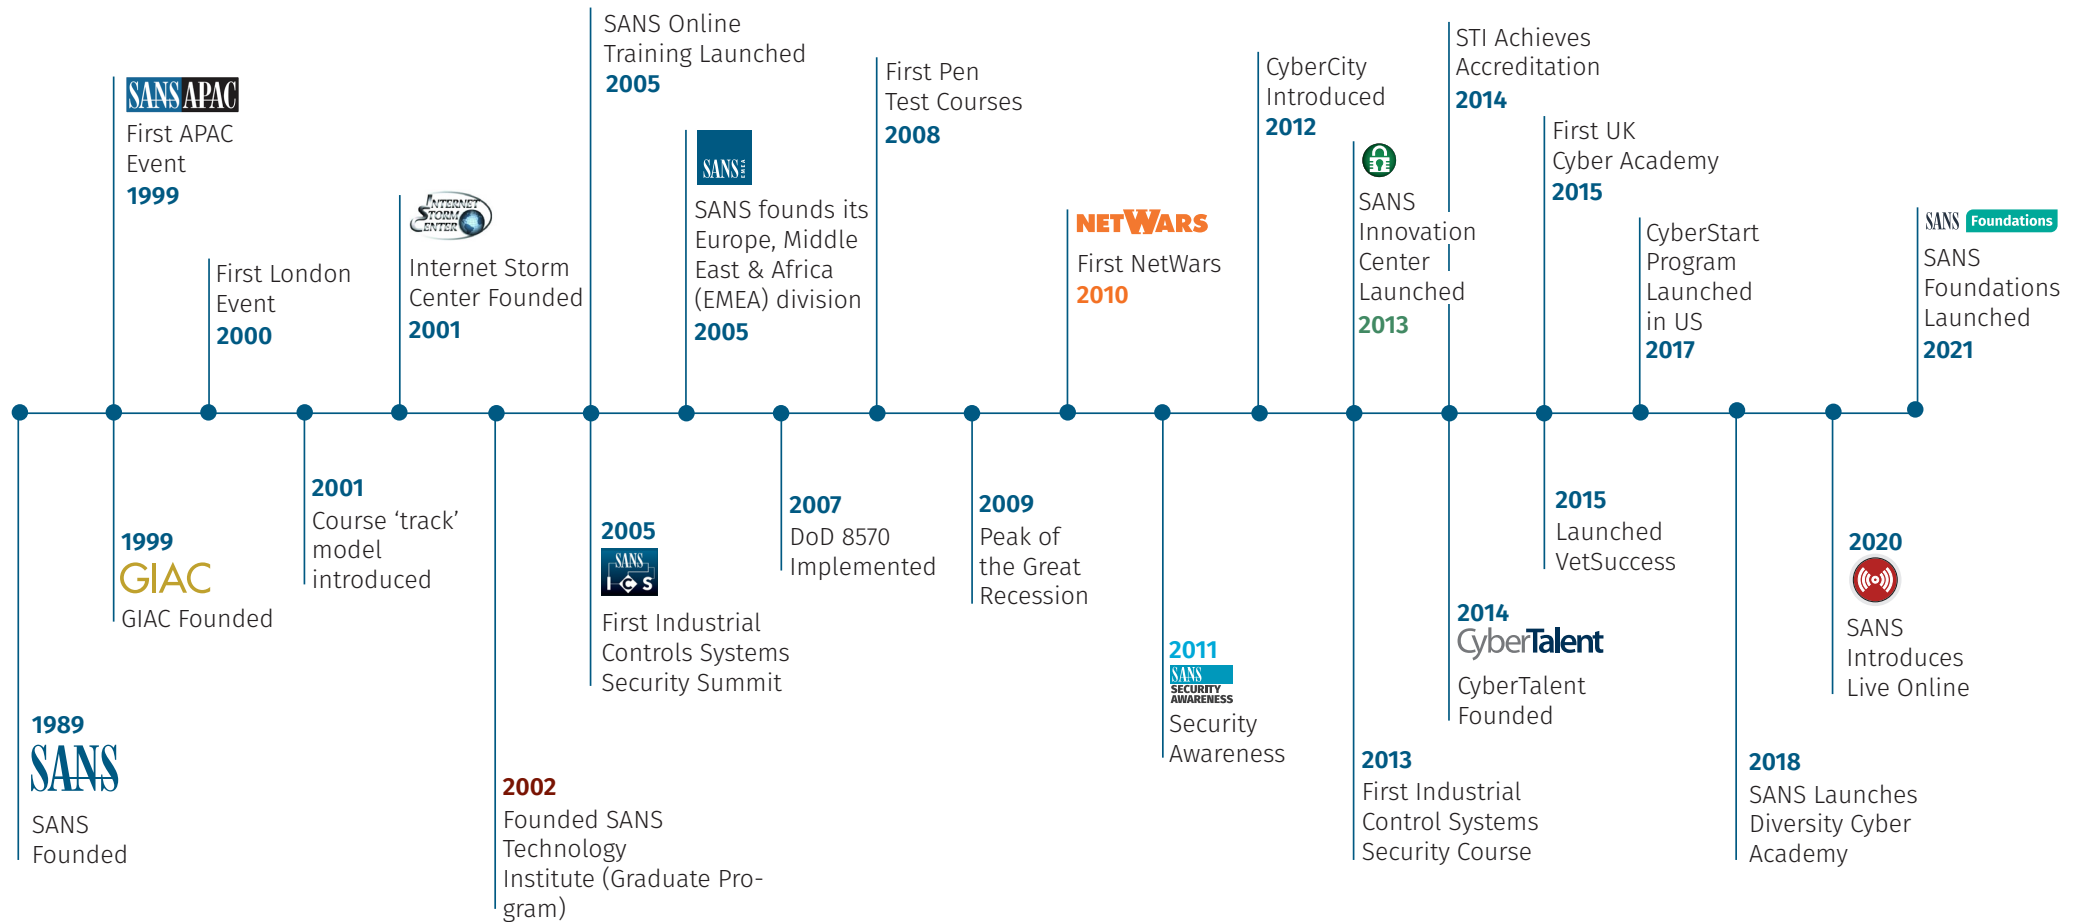 SANS APAC
First APAC
Event
1999
1999
GIAC
GIAC Founded
1989
SANS
SANS
Founded
First London
Event
2000
2001
Course ‘track’
model
introduced
INTERNET
STORM
CENTER
Internet Storm
Center Founded
2001
2002
Founded SANS
Technology
Institute (Graduate Pro-
gram)
SANS Online
Training Launched
2005
2005
SANS
ICS
First Industrial
Controls Systems
Security Summit
SANS EMEA
SANS founds its
Europe, Middle
East & Africa
(EMEA) division
2005
2007
DoD 8570
Implemented
First Pen
Test Courses
2008
2009
Peak of
the Great
Recession
NETWARS
First NetWars
2010
2011
SANS
SECURITY
AWARENESS
Security
Awareness
CyberCity
Introduced
2012
SANS
Innovation
Center
Launched
2013
2013
First Industrial
Control Systems
Security Course
STI Achieves
Accreditation
2014
2014
CyberTalent
CyberTalent
Founded
First UK
Cyber Academy
2015
2015
Launched
VetSuccess
CyberStart
Program
Launched
in US
2017
2018
SANS Launches
Diversity Cyber
Academy
2020
SANS
Introduces
Live Online
SANS Foundations
SANS
Foundations
Launched
2021